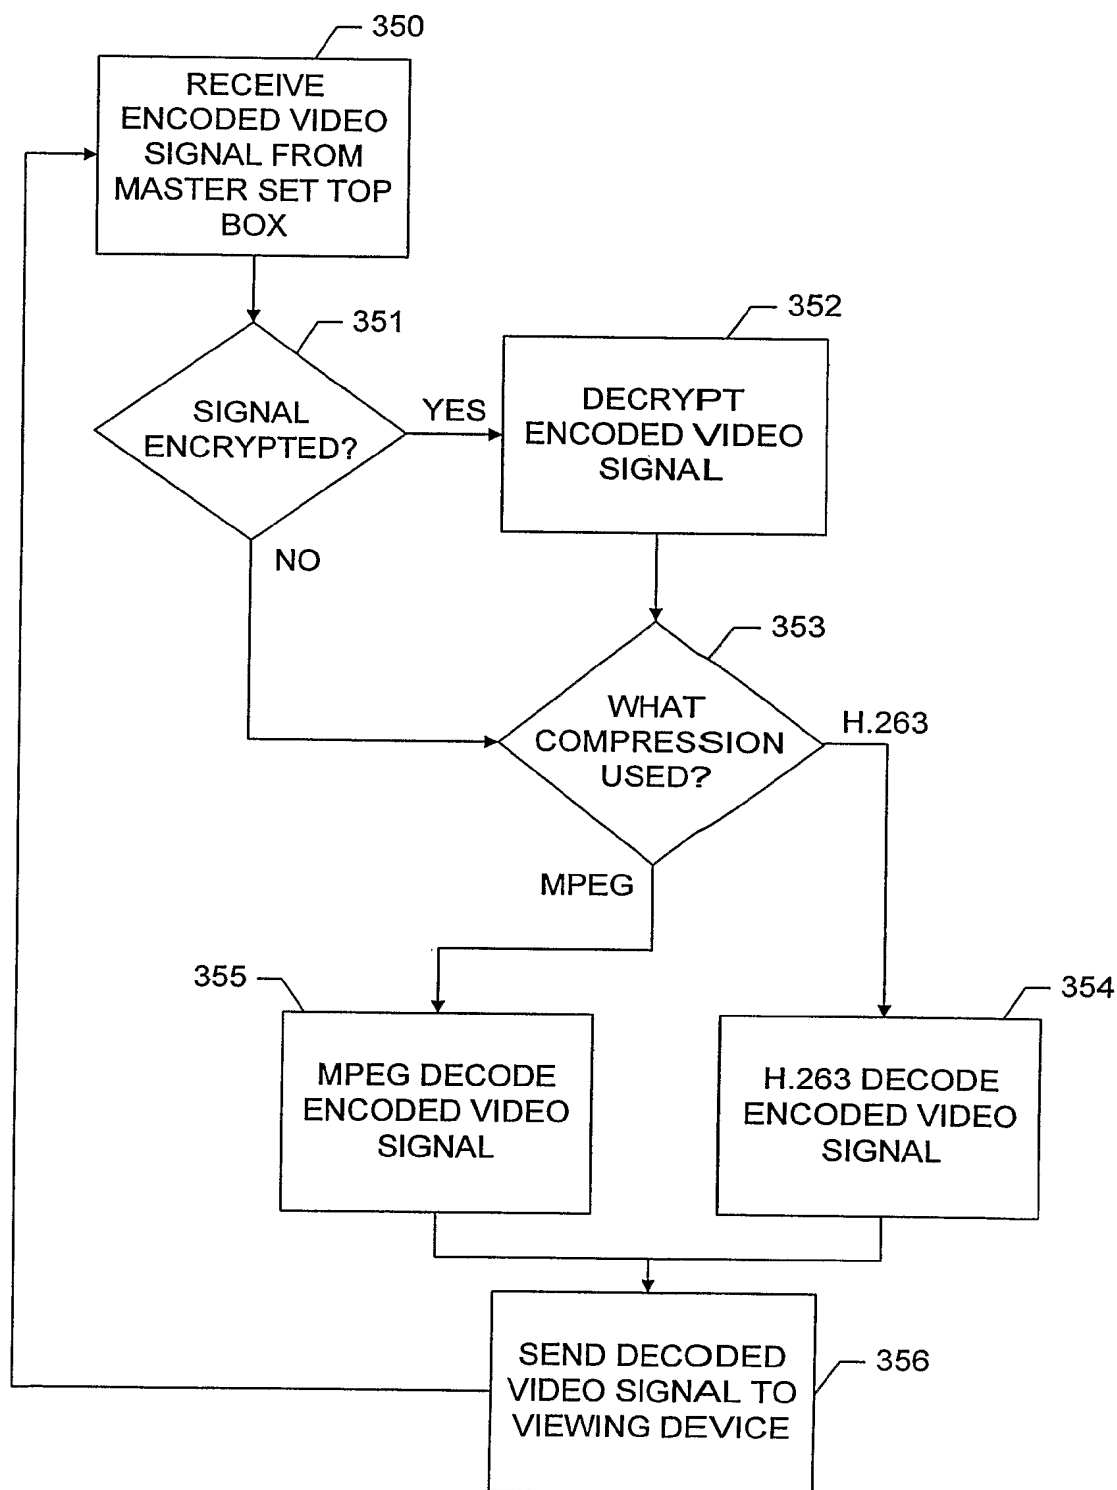 350
RECEIVE
ENCODED VIDEO
SIGNAL FROM
MASTER SET TOP
BOX
351
SIGNAL
ENCRYPTED?
YES
NO
352
DECRYPT
ENCODED VIDEO
SIGNAL
353
WHAT
COMPRESSION
USED?
H.263
MPEG
355
MPEG DECODE
ENCODED VIDEO
SIGNAL
354
H.263 DECODE
ENCODED VIDEO
SIGNAL
SEND DECODED
VIDEO SIGNAL TO
VIEWING DEVICE
356